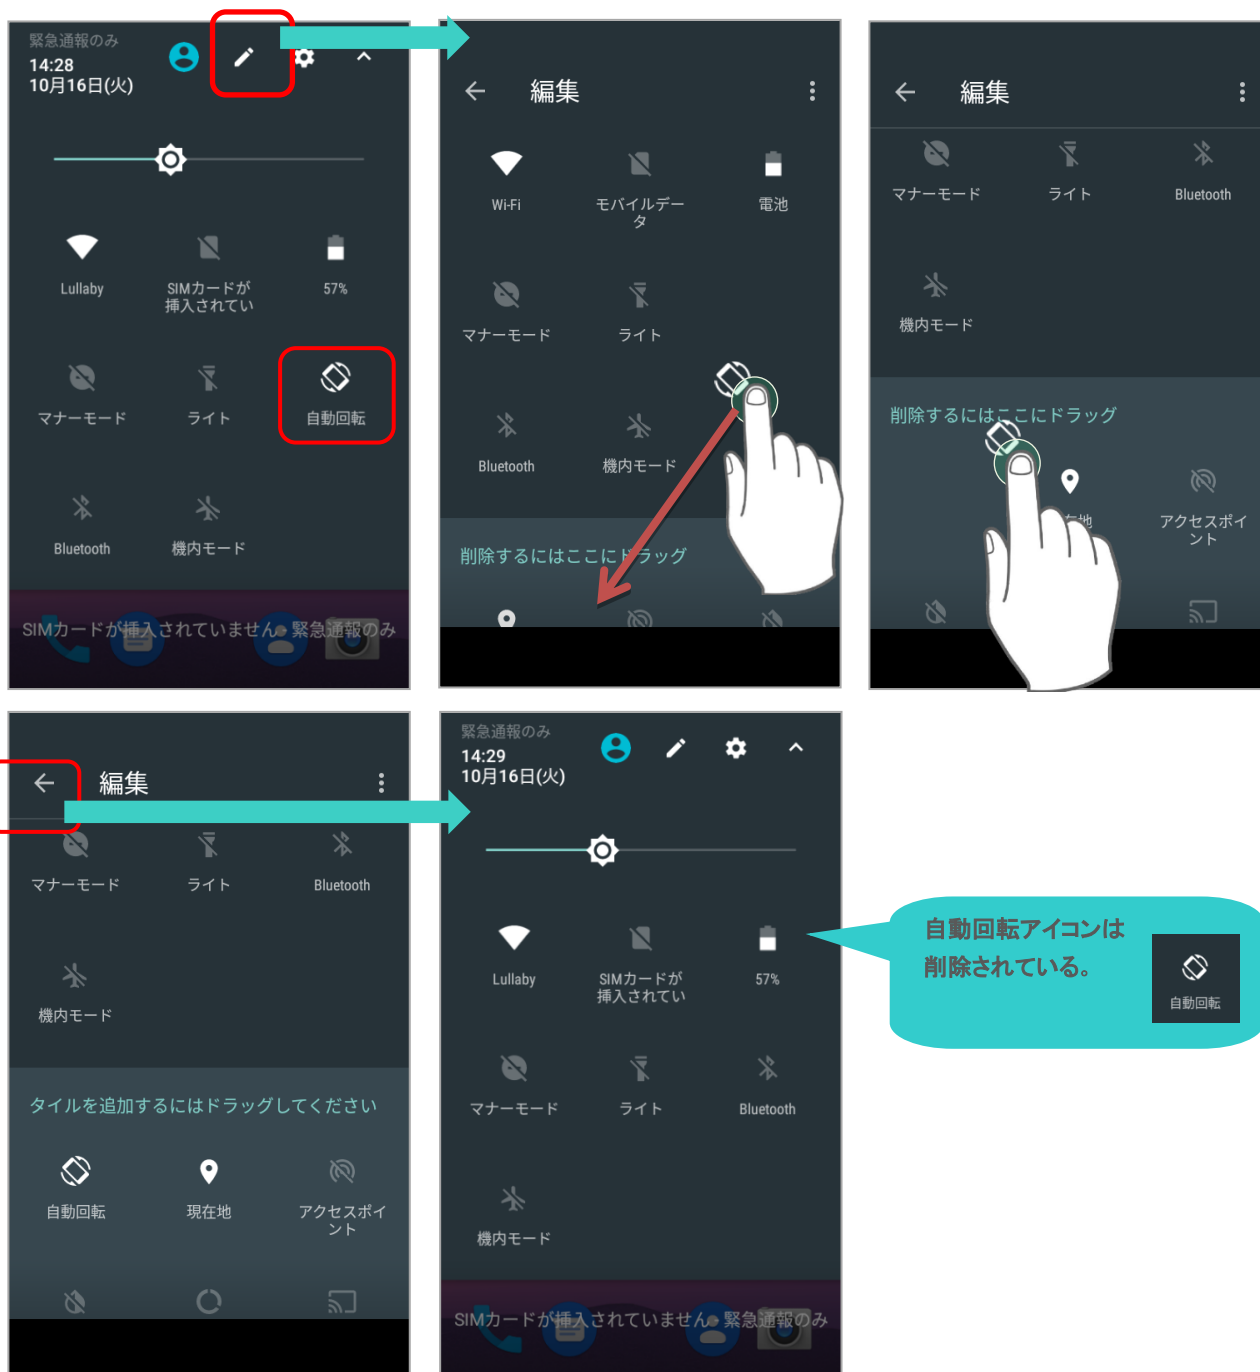 緊急通報のみ
14:28
10月16日(火)
Lullaby
SIMカードが
挿入されてい
57%
マナーモード
ライト
自動回転
Bluetooth
機内モード
SIMカードが挿入されていません - 緊急通報のみ
編集
Wi-Fi
モバイルデー
タ
電池
マナーモード
ライト
Bluetooth
機内モード
削除するにはここにドラッグ
編集
マナーモード
ライト
Bluetooth
機内モード
削除するにはここにドラッグ
在地
アクセスポイ
ント
編集
マナーモード
ライト
Bluetooth
機内モード
タイルを追加するにはドラッグしてください
自動回転
現在地
アクセスポイ
ント
緊急通報のみ
14:29
10月16日(火)
Lullaby
SIMカードが
挿入されてい
57%
マナーモード
ライト
Bluetooth
機内モード
SIMカードが挿入されていません - 緊急通報のみ
自動回転アイコンは
削除されている。
自動回転